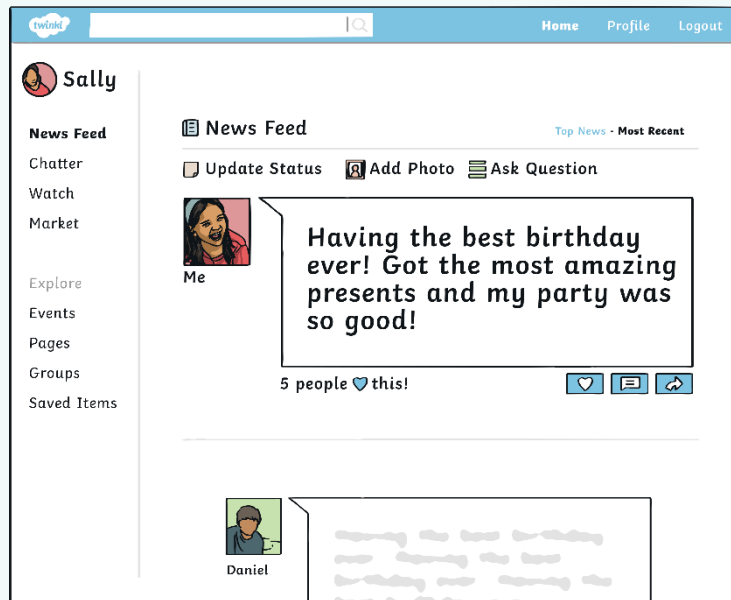 twinkl
Home Profile Logout
Sally
News Feed
Chatter
Watch
Market
Explore
Events
Pages
Groups
Saved Items
News Feed
Top News - Most Recent
Update Status Add Photo Ask Question
Me
Having the best birthday
ever! Got the most amazing
presents and my party was
so good!
5 people this!
Daniel